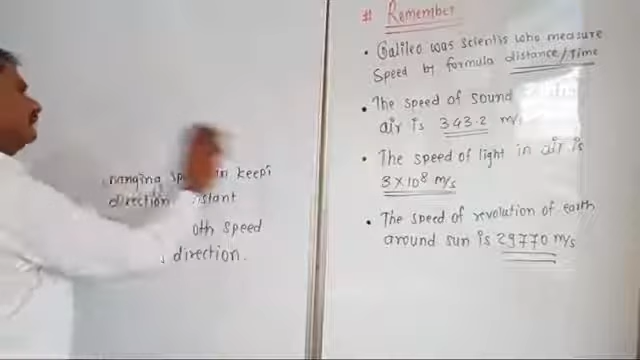 direction
oth speed
direction.
# Remember
• Galileo was scientis who measure
speed by formula distance/time
• The speed of sound
air is 343.2 m/s
• The speed of light in air is
3×10⁸ m/s
• The speed of revolution of earth
around sun is 29770 m/s